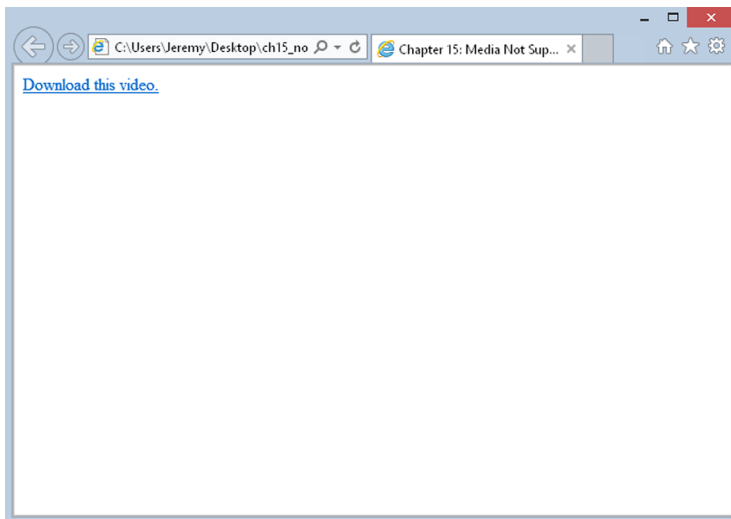 C:\Users\Jeremy\Desktop\ch15_no
Chapter 15: Media Not Sup...
Download this video.